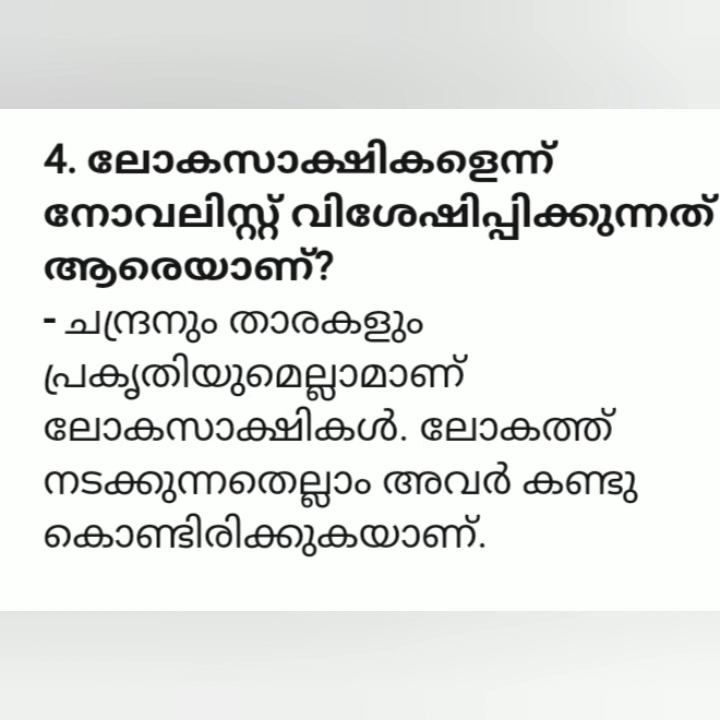 4. ലോകസാക്ഷികളെന്ന്
നോവലിസ്റ്റ് വിശേഷിപ്പിക്കുന്നത്
ആരെയാണ്?
- ചന്ദ്രനും താരകളും
പ്രകൃതിയുമെല്ലാമാണ്
ലോകസാക്ഷികൾ. ലോകത്ത്
നടക്കുന്നതെല്ലാം അവർ കണ്ടു
കൊണ്ടിരിക്കുകയാണ്.